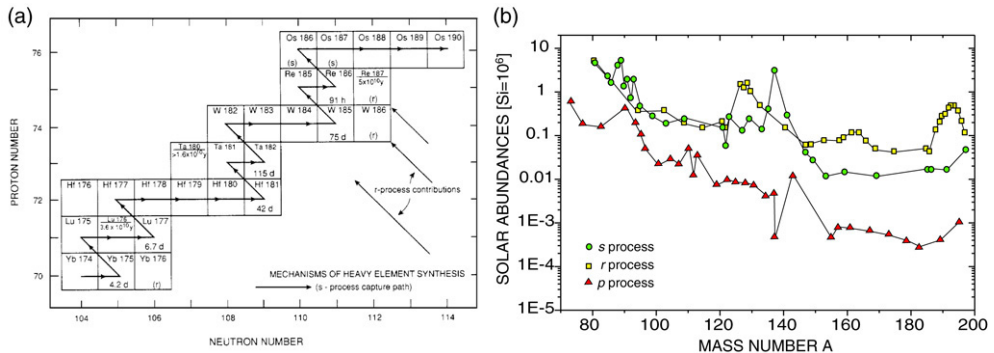 (a)
Os 186 Os 187 Os 188 Os 189 Os 190
(s) (s)
Re 185 Re 186 Re 187
5x10¹⁰y
91 h (r)
W 182 W 183 W 184 W 185 W 186
75 d (r)
Ta 180 Ta 181 Ta 182
115 d
Hf 176 Hf 177 Hf 178 Hf 179 Hf 180 Hf 181
42 d
Lu 175 Lu 176 Lu 177
3.6 x 10¹⁰y
6.7 d
Yb 174 Yb 175 Yb 176
4.2 d (r)
r-process contributions
MECHANISMS OF HEAVY ELEMENT SYNTHESIS
(s - process capture path)
PROTON NUMBER
76
74
72
70
104 106 108 110 112 114
NEUTRON NUMBER
(b)
SOLAR ABUNDANCES [Si=10⁶]
10
1
0.1
0.01
1E-3
1E-4
1E-5
s process
r process
p process
80 100 120 140 160 180 200
MASS NUMBER A